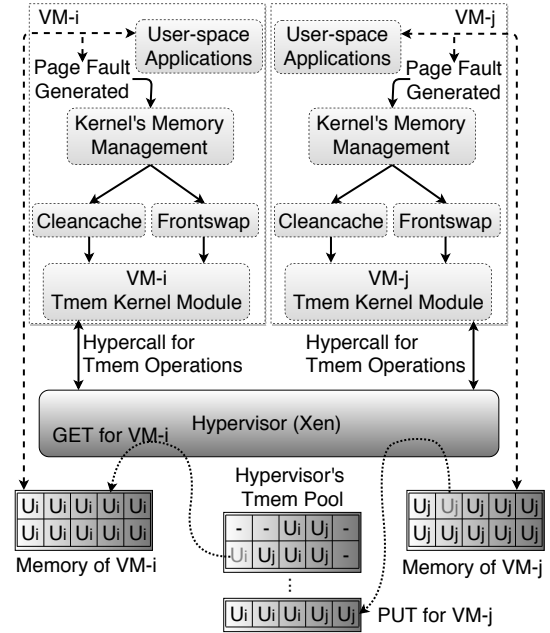 VM-i
User-space
Applications
Page Fault
Generated
Kernel's Memory
Management
Cleancache
Frontswap
VM-i
Tmem Kernel Module
Hypercall for
Tmem Operations
User-space
Applications
VM-j
Page Fault
Generated
Kernel's Memory
Management
Cleancache
Frontswap
VM-j
Tmem Kernel Module
Hypercall for
Tmem Operations
Hypervisor (Xen)
GET for VM-i
Ui Ui Ui Ui Ui
Ui Ui Ui Ui Ui
Memory of VM-i
Hypervisor's
Tmem Pool
- - Ui Uj -
Ui Uj Ui Uj -
⋮
Ui Ui Ui Uj Uj
PUT for VM-j
Uj Uj Uj Uj Uj
Uj Uj Uj Uj Uj
Memory of VM-j